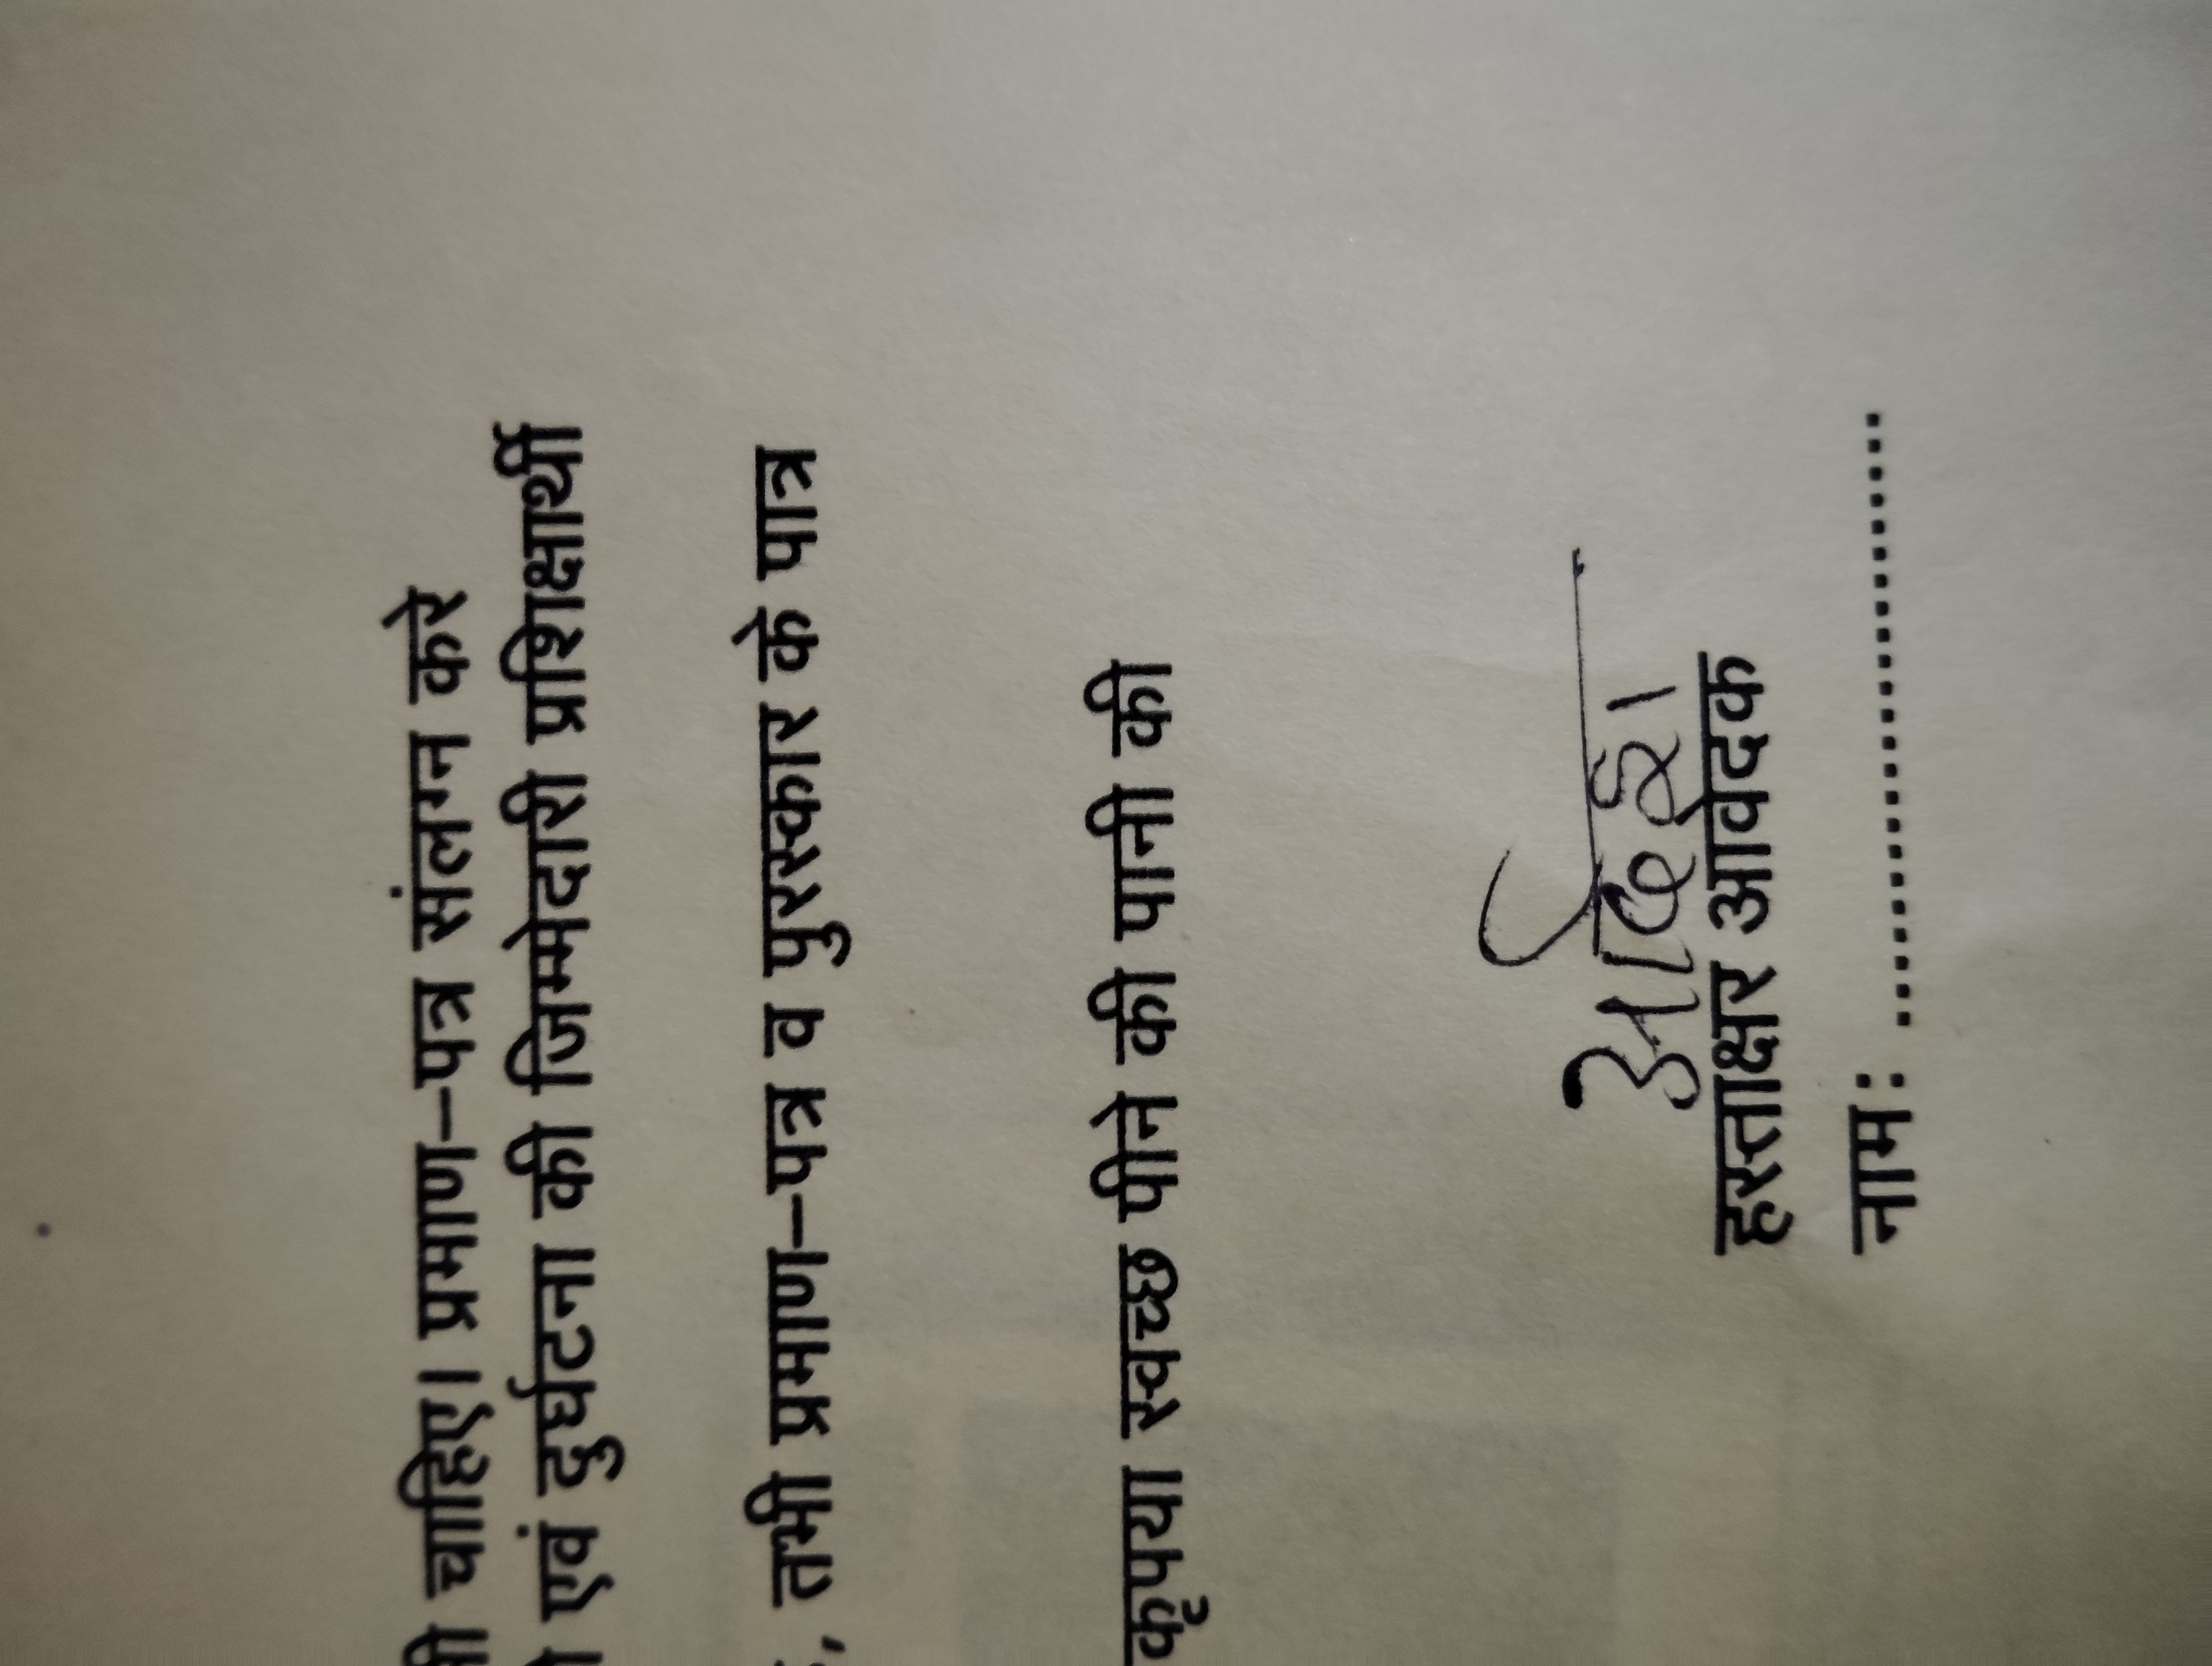 ी चाहिए। प्रमाण-पत्र संलग्न करे
एवं दुर्घटना की जिम्मेदारी प्रशिक्षार्थी
, तभी प्रमाण-पत्र व पुरस्कार के पात्र
कृपया स्वच्छ पीने की पानी की
हस्ताक्षर आवेदक
नाम: ........................